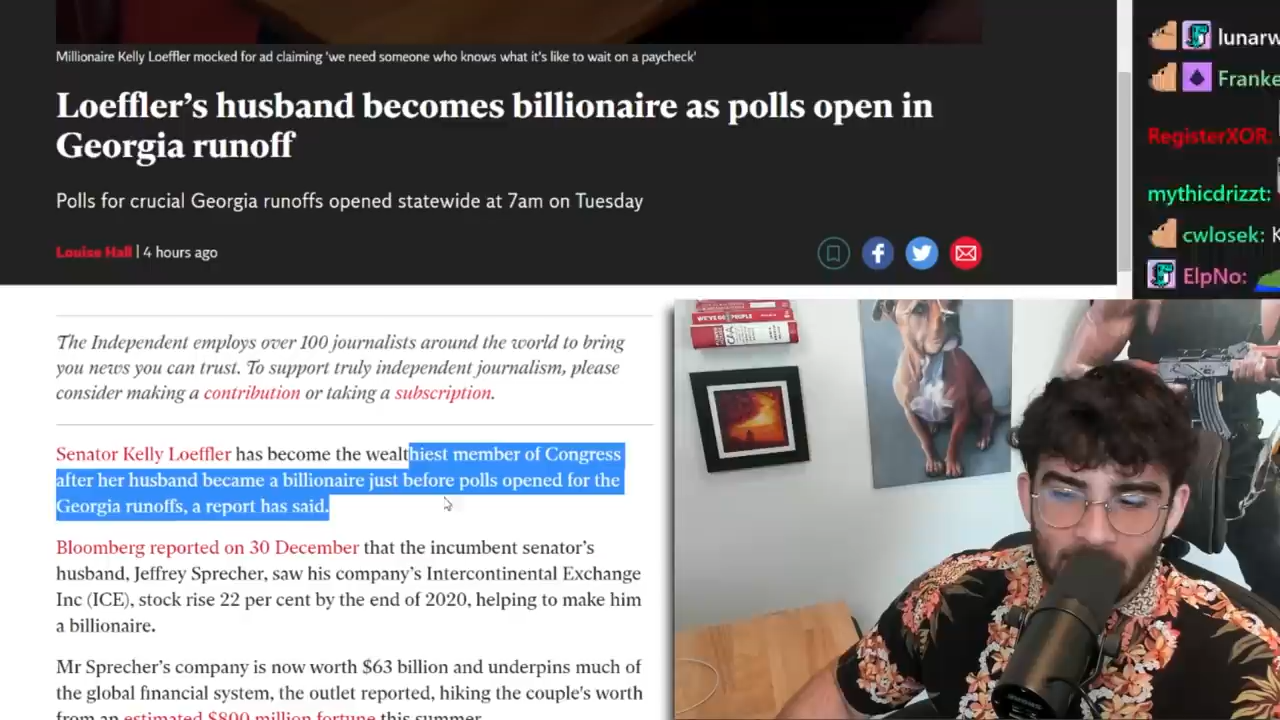 Millionaire Kelly Loeffler mocked for ad claiming 'we need someone who knows what it's like to wait on a paycheck'
Loeffler's husband becomes billionaire as polls open in
Georgia runoff
Polls for crucial Georgia runoffs opened statewide at 7am on Tuesday
Louise Hall | 4 hours ago
The Independent employs over 100 journalists around the world to bring
you news you can trust. To support truly independent journalism, please
consider making a contribution or taking a subscription.
Senator Kelly Loeffler has become the wealthiest member of Congress
after her husband became a billionaire just before polls opened for the
Georgia runoffs, a report has said.
Bloomberg reported on 30 December that the incumbent senator's
husband, Jeffrey Sprecher, saw his company's Intercontinental Exchange
Inc (ICE), stock rise 22 per cent by the end of 2020, helping to make him
a billionaire.
Mr Sprecher's company is now worth $63 billion and underpins much of
the global financial system, the outlet reported, hiking the couple's worth
from an estimated $800 million fortune this summer.
lunarw
Franke
RegisterXOR:
mythicdrizzt:
cwlosek: K
ElpNo: